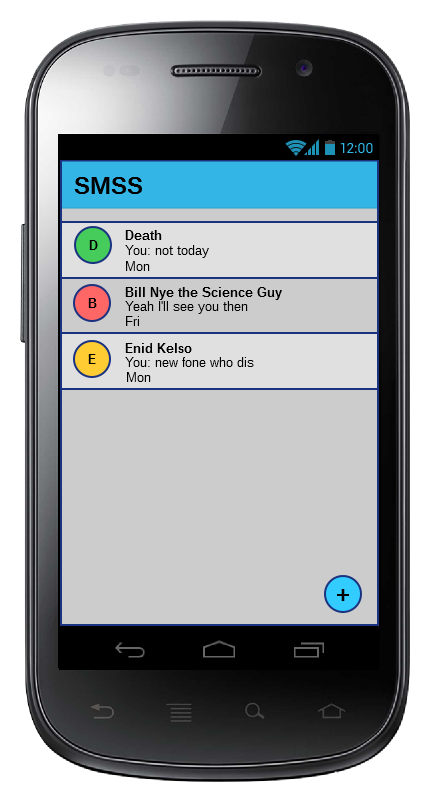 12:00
SMSS
D
Death
You: not today
Mon
B
Bill Nye the Science Guy
Yeah I'll see you then
Fri
E
Enid Kelso
You: new fone who dis
Mon
+